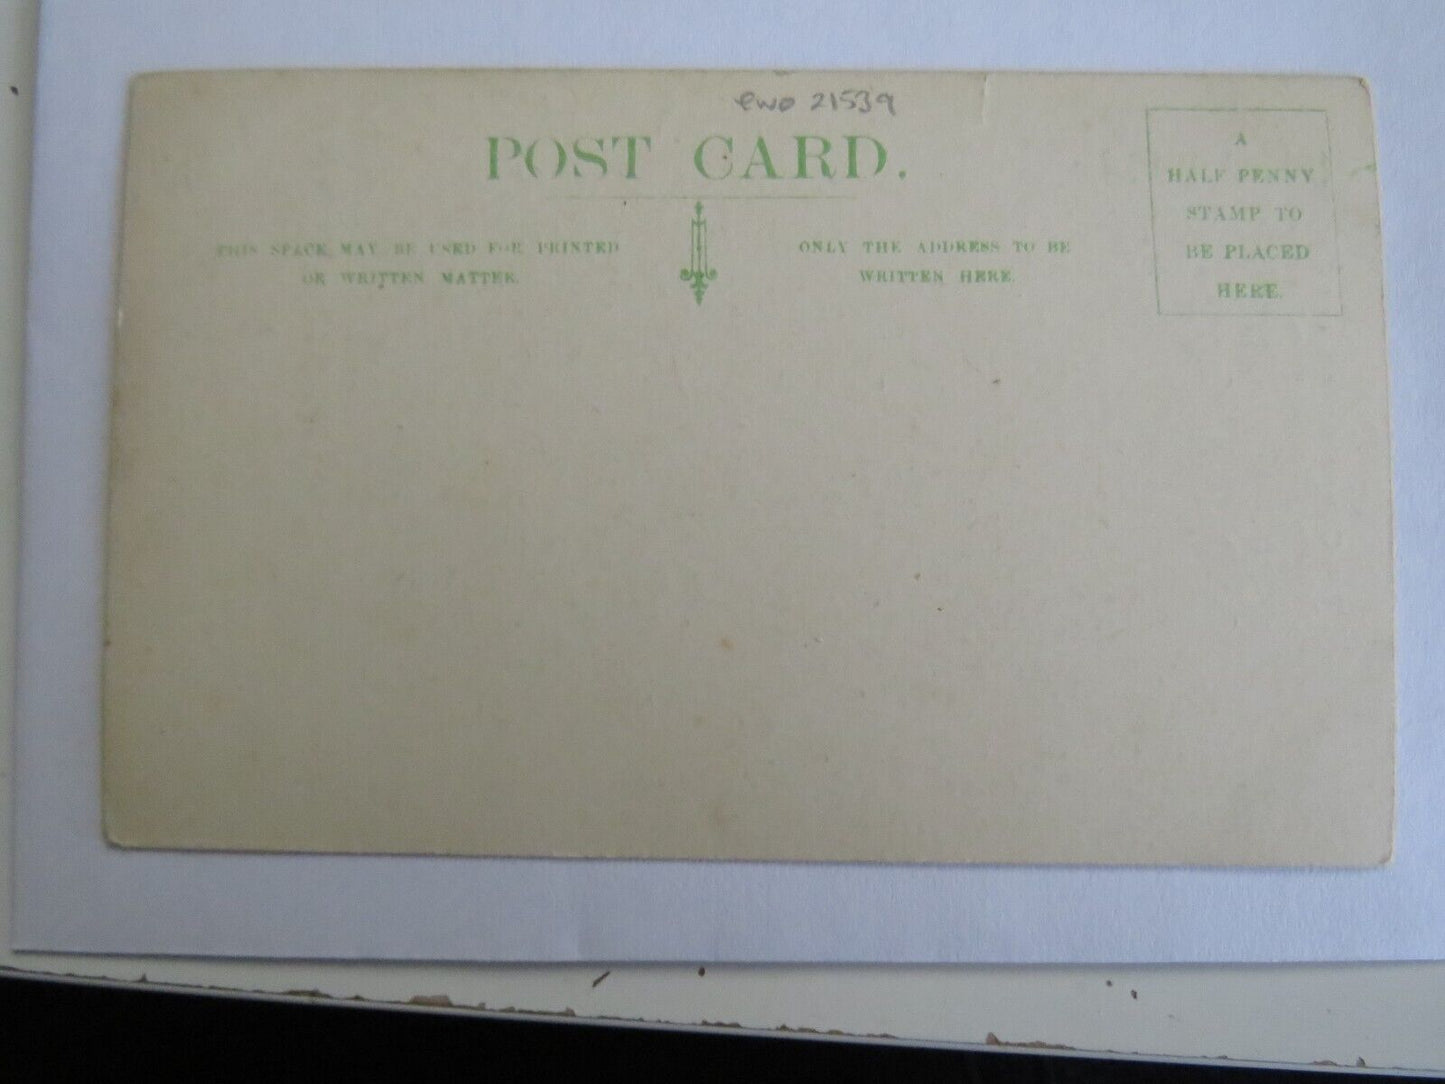 ewo 21539
POST CARD.
THIS SPACE MAY BE USED FOR PRINTED
OR WRITTEN MATTER.
ONLY THE ADDRESS TO BE
WRITTEN HERE.
A
HALF PENNY
STAMP TO
BE PLACED
HERE.